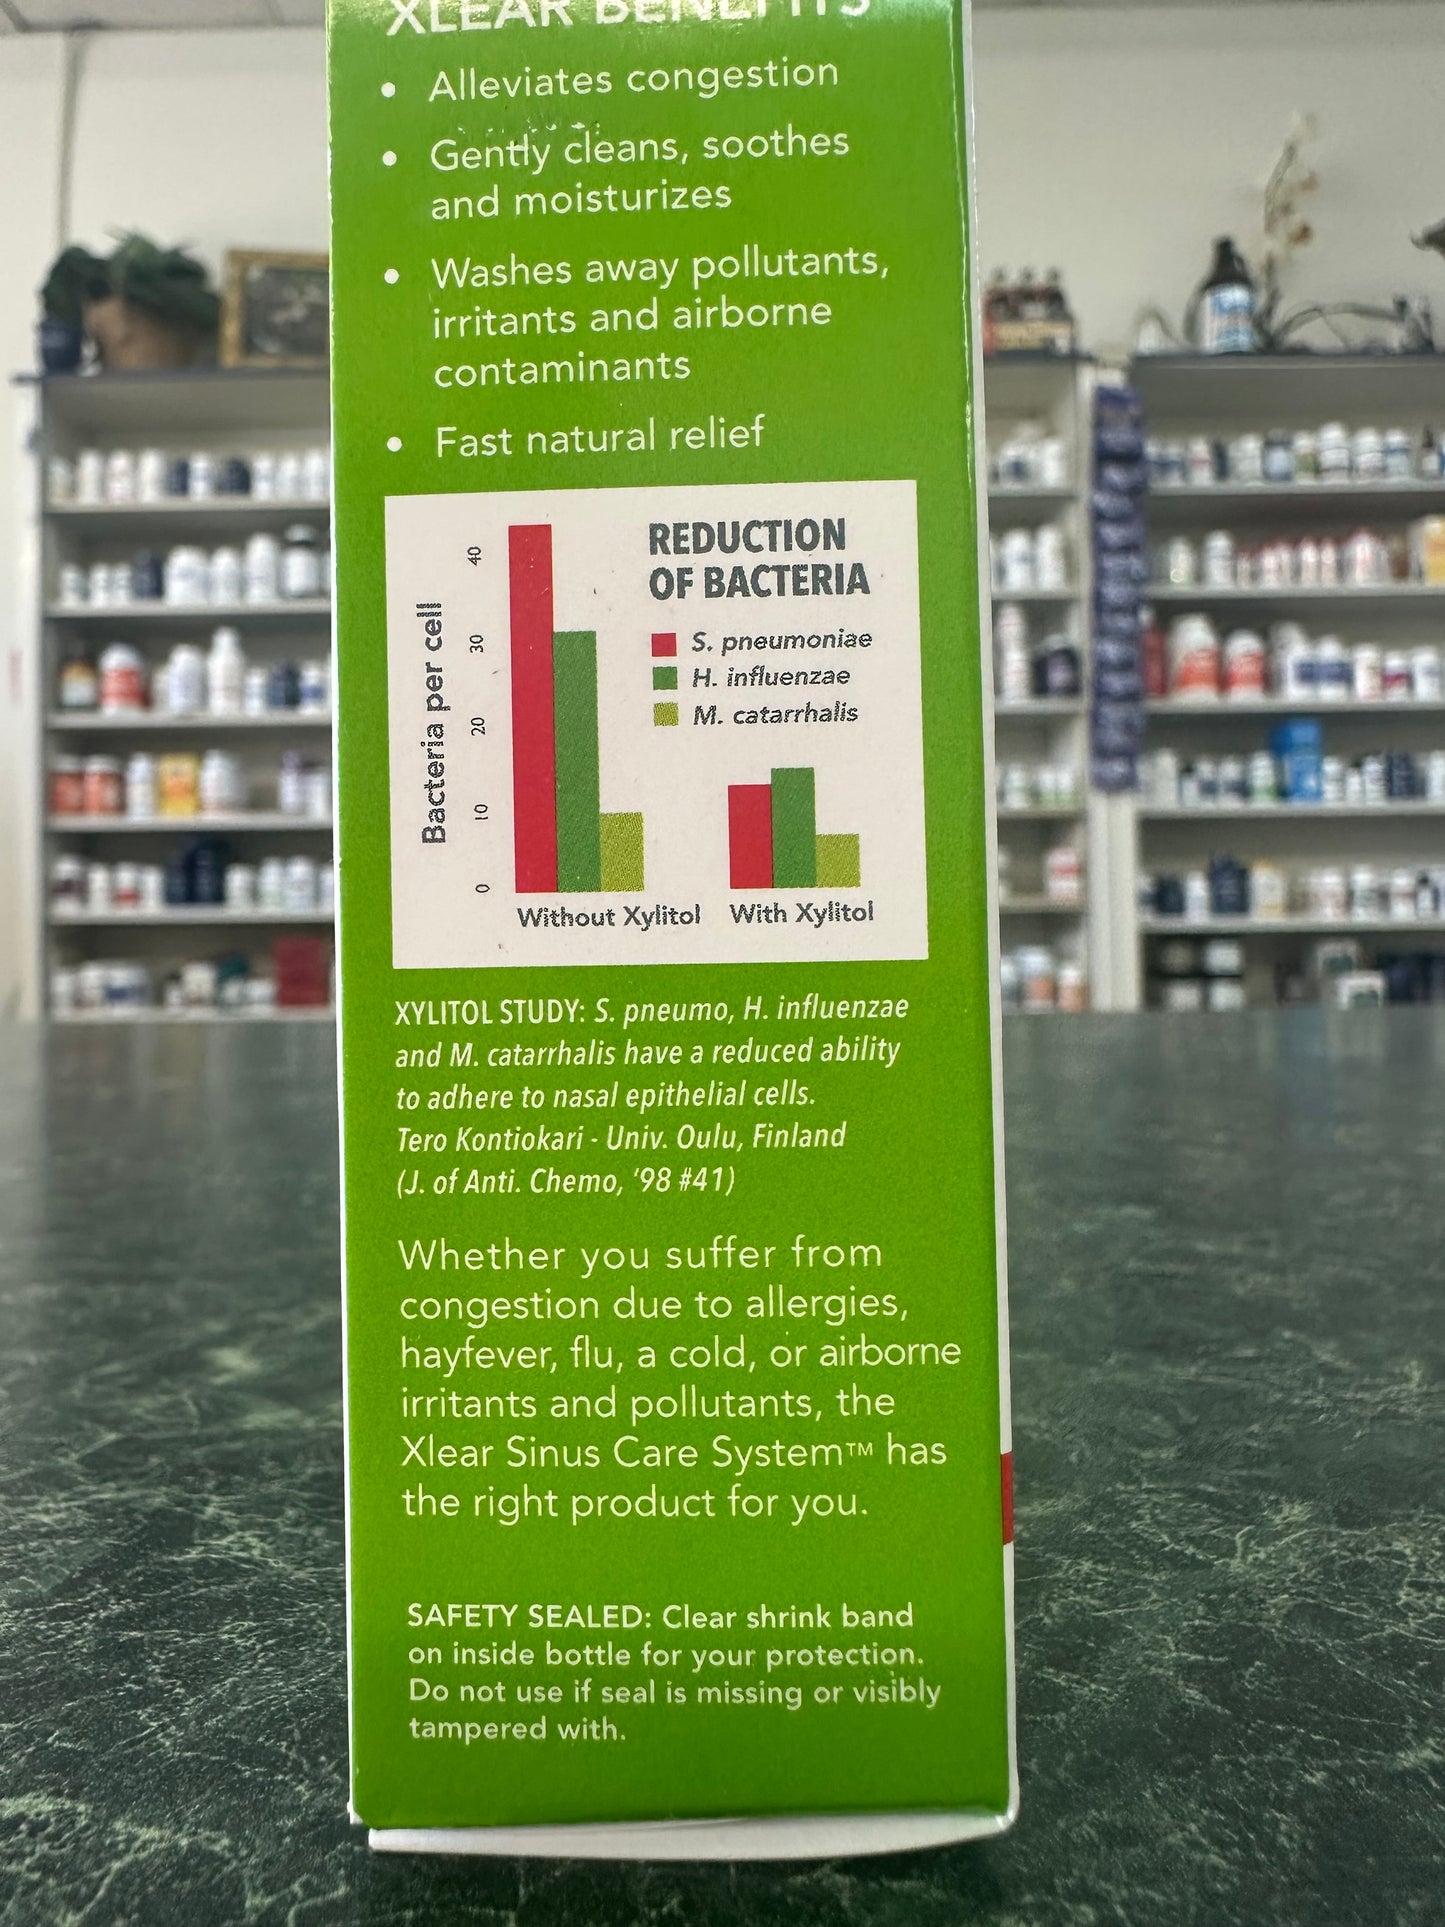 XLEAR BENEFITS
• Alleviates congestion
• Gently cleans, soothes
and moisturizes
• Washes away pollutants,
irritants and airborne
contaminants
• Fast natural relief
REDUCTION
OF BACTERIA
S. pneumoniae
H. influenzae
M. catarrhalis
Bacteria per cell
40
30
20
10
0
Without Xylitol
With Xylitol
XYLITOL STUDY: S. pneumo, H. influenzae
and M. catarrhalis have a reduced ability
to adhere to nasal epithelial cells.
Tero Kontiokari - Univ. Oulu, Finland
(J. of Anti. Chemo, '98 #41)
Whether you suffer from
congestion due to allergies,
hayfever, flu, a cold, or airborne
irritants and pollutants, the
Xlear Sinus Care System™ has
the right product for you.
SAFETY SEALED: Clear shrink band
on inside bottle for your protection.
Do not use if seal is missing or visibly
tampered with.